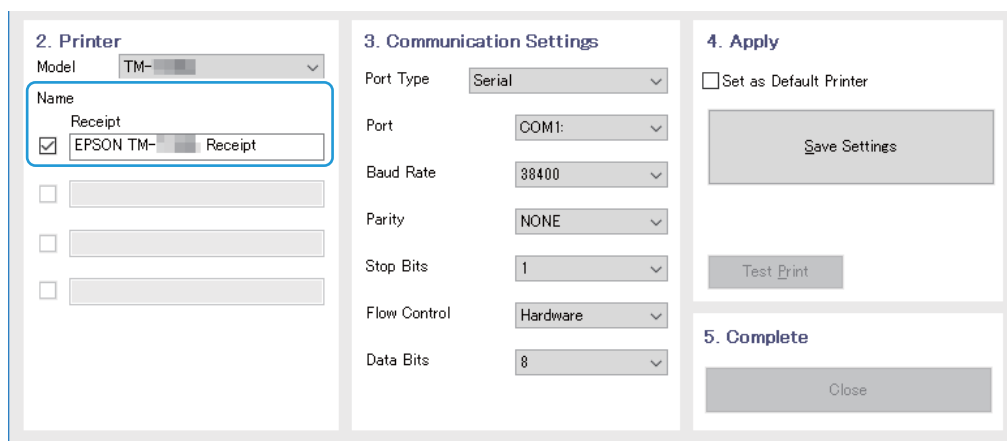 2. Printer
Model TM-
Name
Receipt
EPSON TM- Receipt
3. Communication Settings
Port Type Serial
Port COM1:
Baud Rate 38400
Parity NONE
Stop Bits 1
Flow Control Hardware
Data Bits 8
4. Apply
Set as Default Printer
Save Settings
Test Print
5. Complete
Close